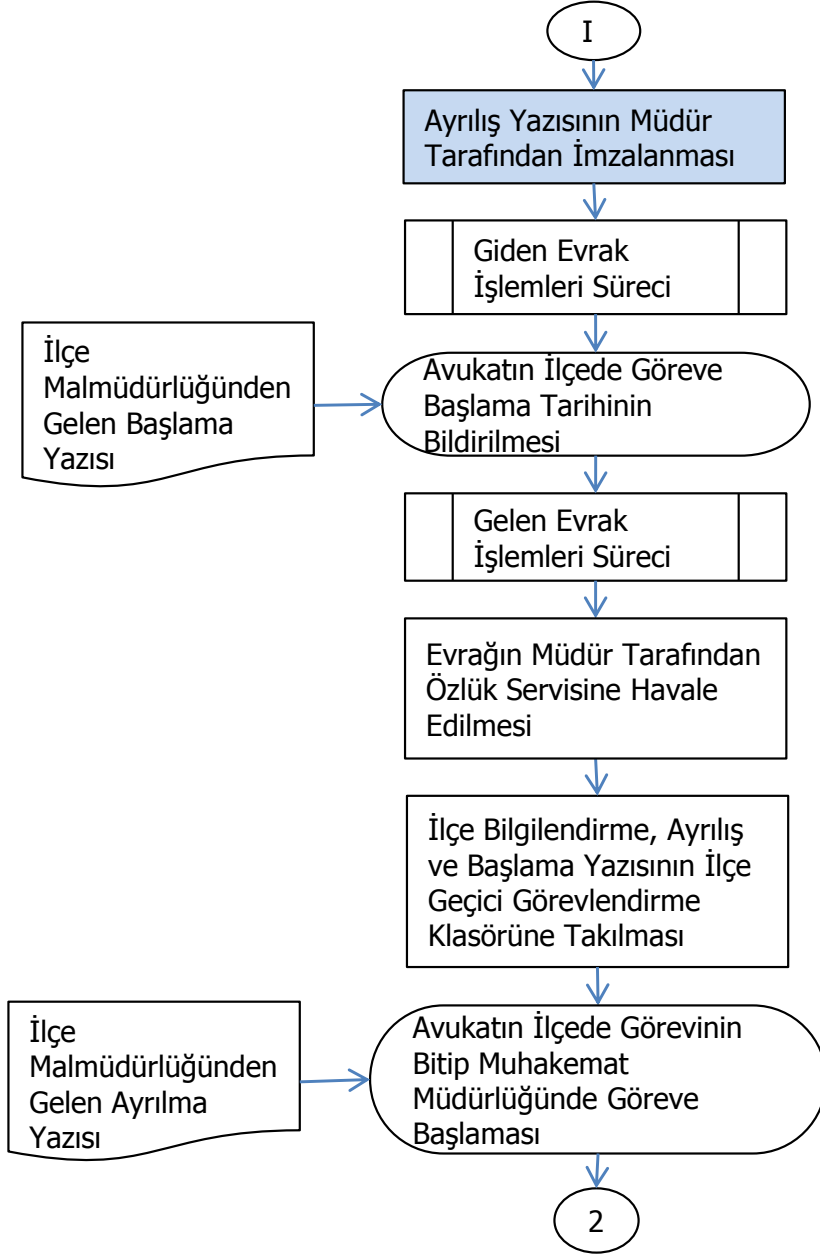 I
Ayrılış Yazısının Müdür
Tarafından İmzalanması
Giden Evrak
İşlemleri Süreci
İlçe
Malmüdürlüğünden
Gelen Başlama
Yazısı
Avukatın İlçede Göreve
Başlama Tarihinin
Bildirilmesi
Gelen Evrak
İşlemleri Süreci
Evrağın Müdür Tarafından
Özlük Servisine Havale
Edilmesi
İlçe Bilgilendirme, Ayrılış
ve Başlama Yazısının İlçe
Geçici Görevlendirme
Klasörüne Takılması
İlçe
Malmüdürlüğünden
Gelen Ayrılma
Yazısı
Avukatın İlçede Görevinin
Bitip Muhakemat
Müdürlüğünde Göreve
Başlaması
2